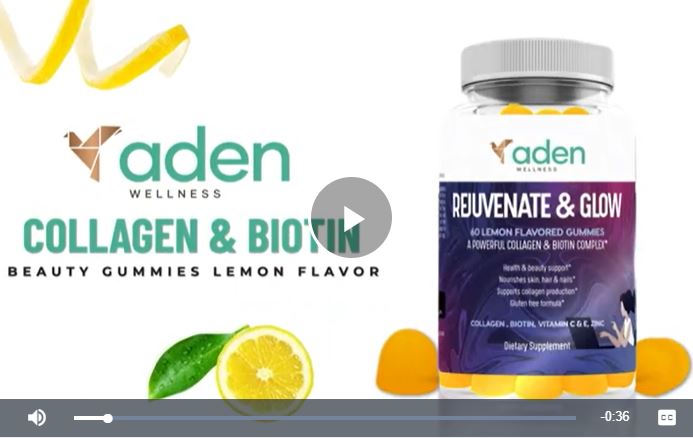 aden
WELLNESS
COLLAGEN & BIOTIN
BEAUTY GUMMIES LEMON FLAVOR
aden
WELLNESS
REJUVENATE & GLOW
60 LEMON FLAVORED GUMMIES
A POWERFUL COLLAGEN & BIOTIN COMPLEX*
Health & beauty support*
Nourishes skin, hair & nails*
Supports collagen production*
Gluten free formula*
COLLAGEN, BIOTIN, VITAMIN C & E, ZINC
Dietary Supplement
-0:36
CC